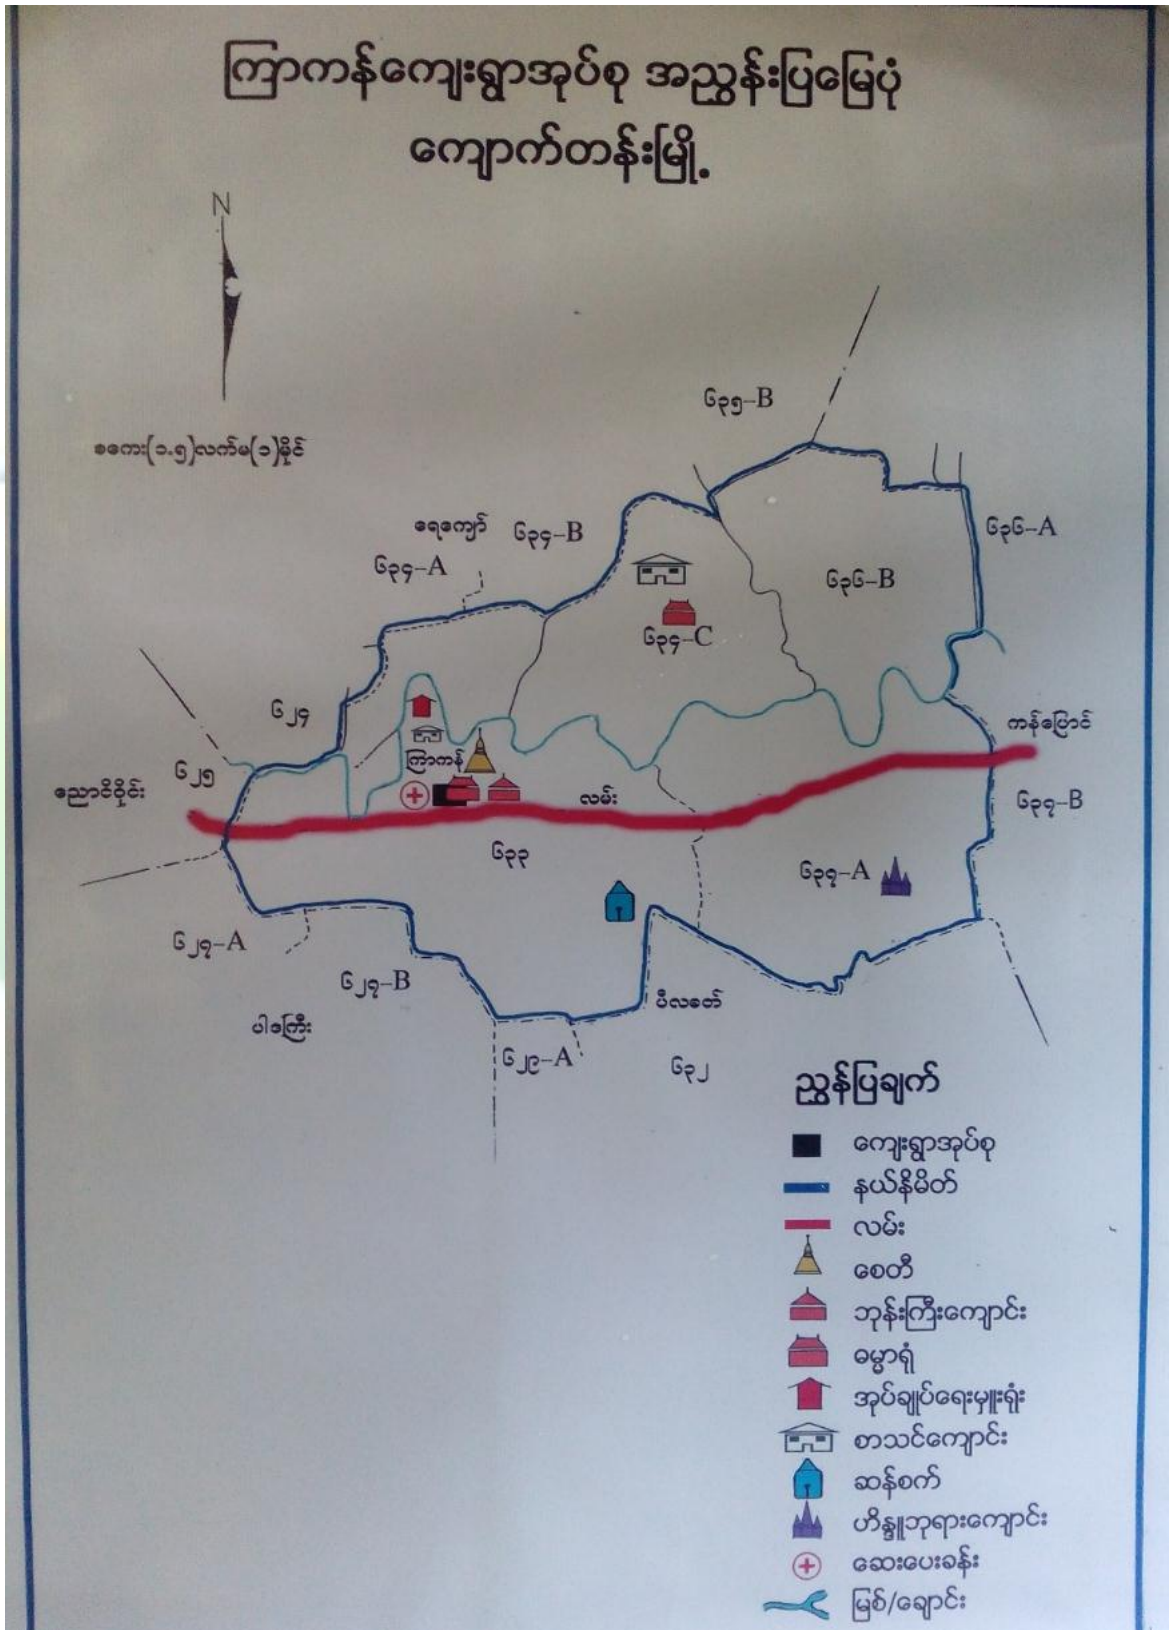 ကြာကန်ကျေးရွာအုပ်စု အညွှန်းပြမြေပုံ
ကျောက်တန်းမြို့
N
စကေး(၁.၅)လက်မ(၁)မိုင်
၆၃၅-B
ရေကျော်
၆၃၄-B
၆၃၆-A
၆၃၄-A
၆၃၆-B
၆၃၄-C
၆၂၄
ကန်ပြောင်
ကြာကန်
၆၂၅
ညောင်ဝိုင်း
လမ်း
၆၃၇-B
၆၃၃
၆၃၇-A
၆၂၇-A
၆၂၇-B
ပီလခတ်
ပါဒကြီး
၆၂၉-A
၆၃၂
ညွှန်ပြချက်
ကျေးရွာအုပ်စု
နယ်နိမိတ်
လမ်း
စေတီ
ဘုန်းကြီးကျောင်း
ဓမ္မာရုံ
အုပ်ချုပ်ရေးမှူးရုံး
စာသင်ကျောင်း
ဆန်စက်
ဟိန္ဒူဘုရားကျောင်း
ဆေးပေးခန်း
မြစ်/ချောင်း